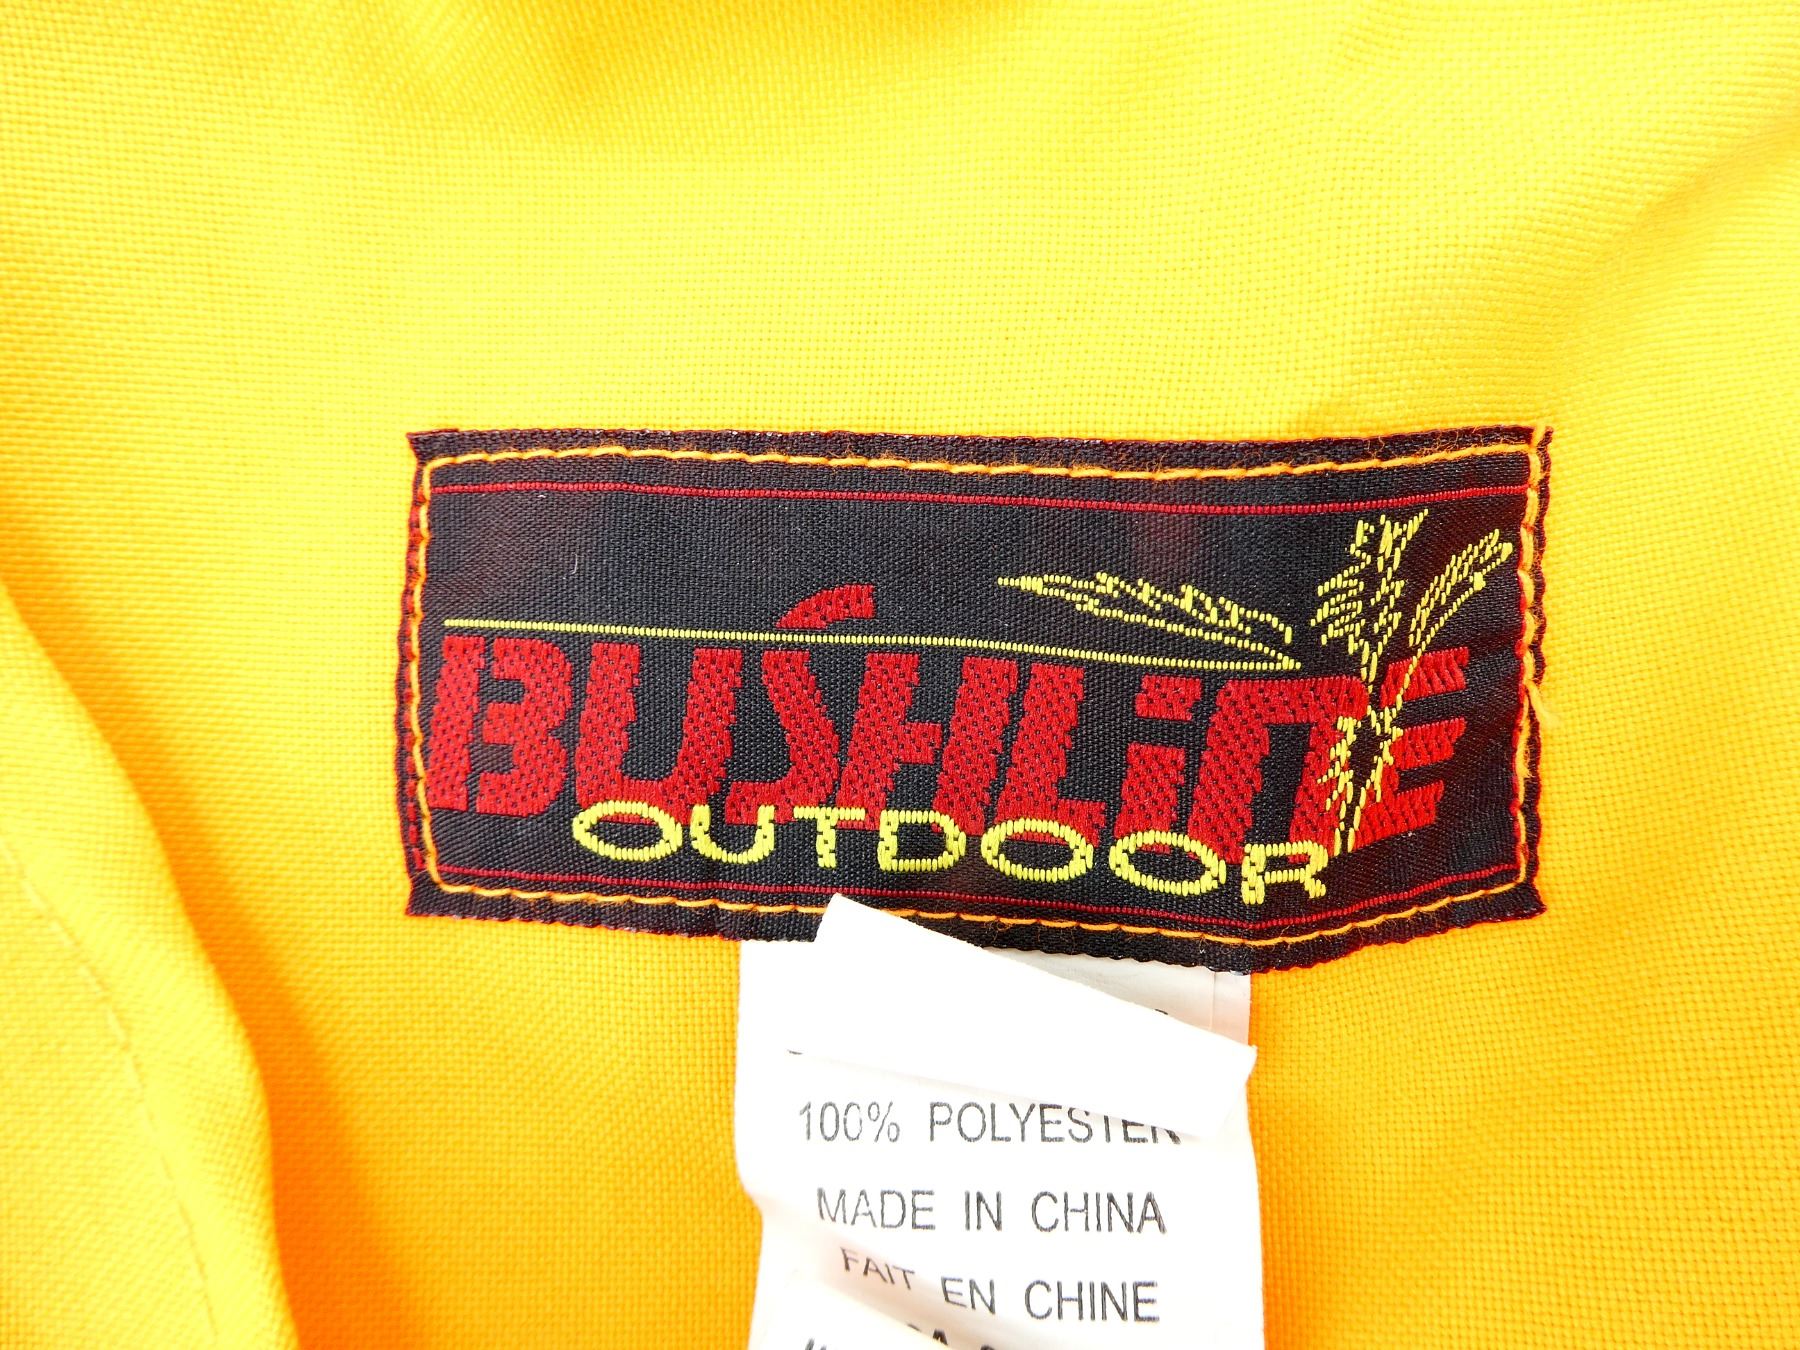 BUSHLINE
OUTDOOR
100% POLYESTER
MADE IN CHINA
FAIT EN CHINE